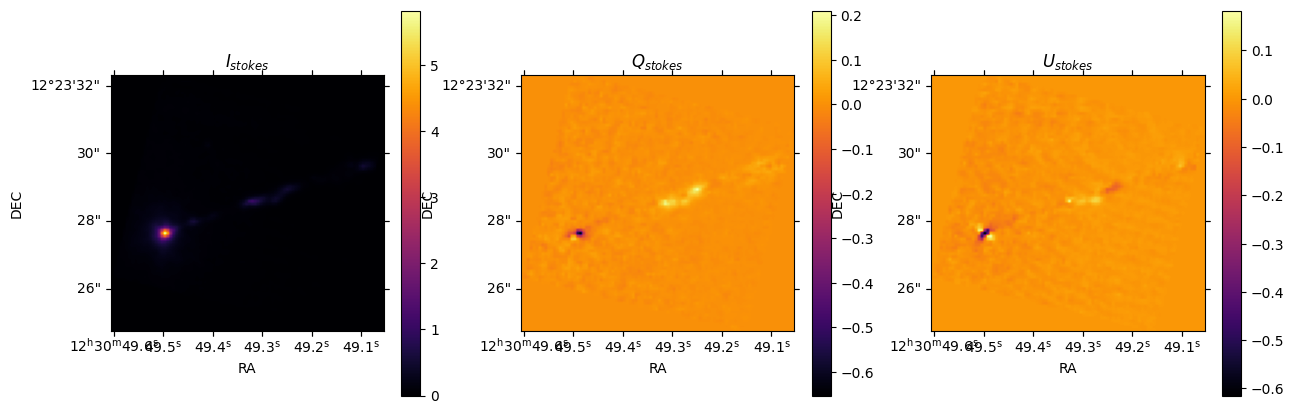 I_stokes
12°23'32"
30"
28"
26"
DEC
12ʰ30ᵐ49.6ˢ
49.5ˢ
49.4ˢ
49.3ˢ
49.2ˢ
49.1ˢ
RA
5
4
3
2
1
0
Q_stokes
12°23'32"
30"
28"
26"
DEC
12ʰ30ᵐ49.6ˢ
49.5ˢ
49.4ˢ
49.3ˢ
49.2ˢ
49.1ˢ
RA
0.2
0.1
0.0
−0.1
−0.2
−0.3
−0.4
−0.5
−0.6
U_stokes
12°23'32"
30"
28"
26"
DEC
12ʰ30ᵐ49.6ˢ
49.5ˢ
49.4ˢ
49.3ˢ
49.2ˢ
49.1ˢ
RA
0.1
0.0
−0.1
−0.2
−0.3
−0.4
−0.5
−0.6